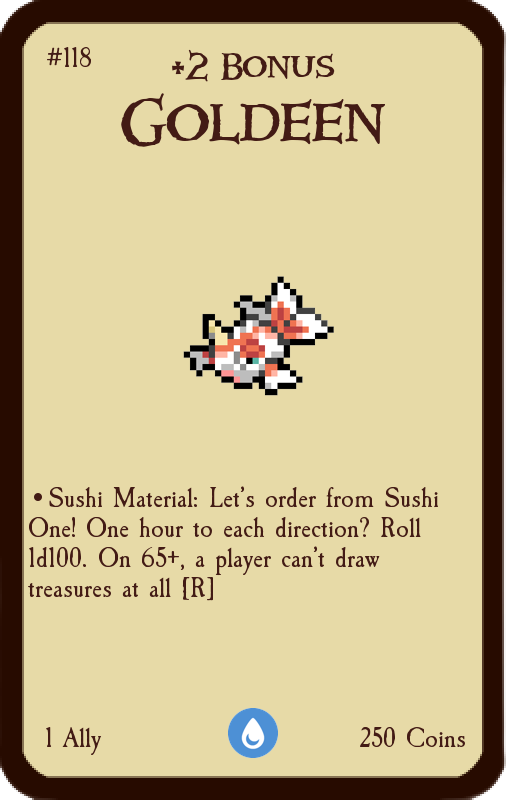 #118
+2 Bonus
Goldeen
• Sushi Material: Let's order from Sushi
One! One hour to each direction? Roll
1d100. On 65+, a player can't draw
treasures at all [R]
1 Ally
250 Coins